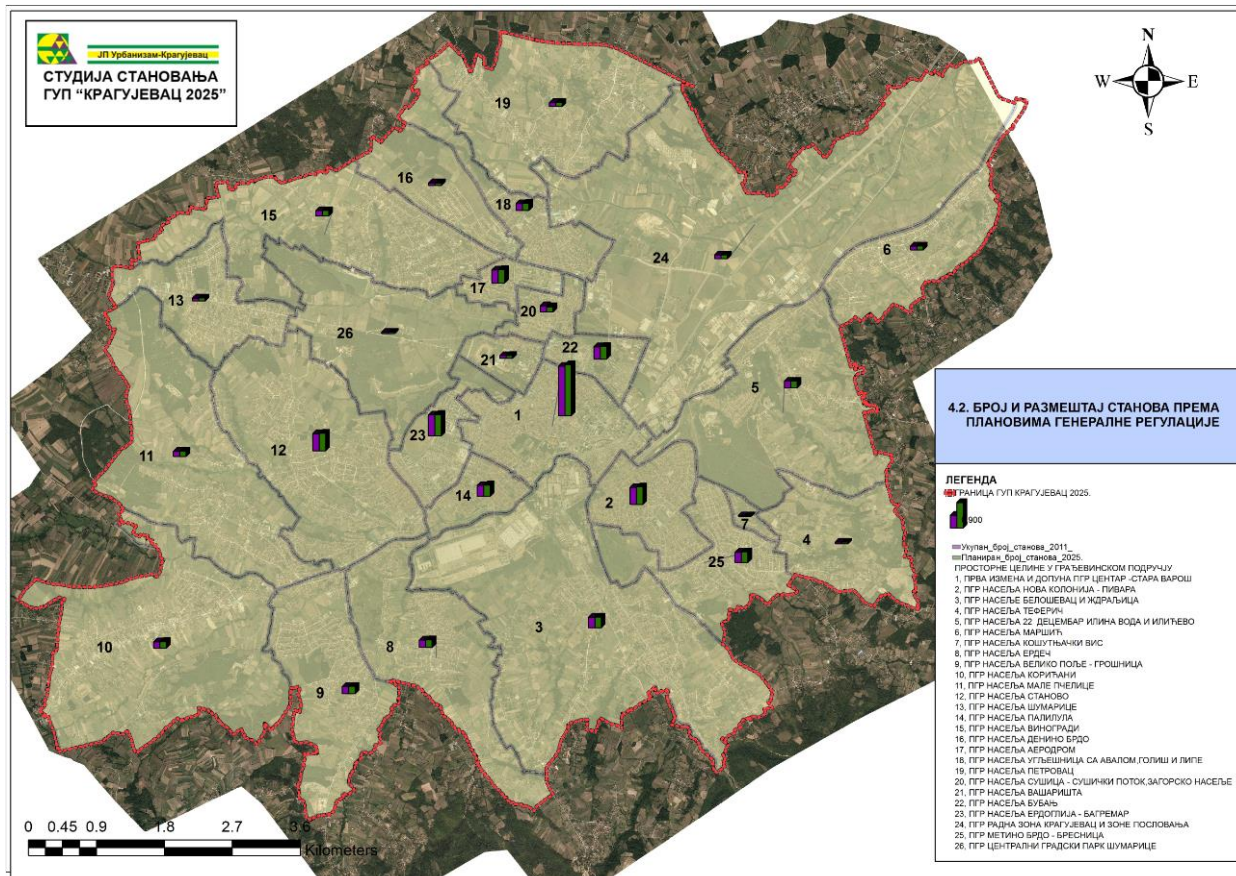 ЈП Урбанизам-Крагујевац
СТУДИЈА СТАНОВАЊА
ГУП “КРАГУЈЕВАЦ 2025”
N
W E
S
19
16
18
15
24
6
17
13
20
26
21
22
5
1
23
12
11
14
2
7
4
25
3
8
10
9
0 0.45 0.9 1.8 2.7 3.6
Kilometers
4.2. БРОЈ И РАЗМЕШТАЈ СТАНОВА ПРЕМА
ПЛАНОВИМА ГЕНЕРАЛНЕ РЕГУЛАЦИЈЕ
ЛЕГЕНДА
ГРАНИЦА ГУП КРАГУЈЕВАЦ 2025.
900
Укупан_број_станова_2011_
Планиран_број_станова_2025.
ПРОСТОРНЕ ЦЕЛИНЕ У ГРАЂЕВИНСКОМ ПОДРУЧЈУ
1, ПРВА ИЗМЕНА И ДОПУНА ПГР ЦЕНТАР -СТАРА ВАРОШ
2, ПГР НАСЕЉА НОВА КОЛОНИЈА - ПИВАРА
3, ПГР НАСЕЉЕ БЕЛОШЕВАЦ И ЖДРАЉИЦА
4, ПГР НАСЕЉА ТЕФЕРИЧ
5, ПГР НАСЕЉА 22 ДЕЦЕМБАР ИЛИНА ВОДА И ИЛИЋЕВО
6, ПГР НАСЕЉА МАРШИЋ
7, ПГР НАСЕЉА КОШУТЊАЧКИ ВИС
8, ПГР НАСЕЉА ЕРДЕЧ
9, ПГР НАСЕЉА ВЕЛИКО ПОЉЕ - ГРОШНИЦА
10, ПГР НАСЕЉА КОРИЋАНИ
11, ПГР НАСЕЉА МАЛЕ ПЧЕЛИЦЕ
12, ПГР НАСЕЉА СТАНОВО
13, ПГР НАСЕЉА ШУМАРИЦЕ
14, ПГР НАСЕЉА ПАЛИЛУЛА
15, ПГР НАСЕЉА ВИНОГРАДИ
16, ПГР НАСЕЉА ДЕНИНО БРДО
17, ПГР НАСЕЉА АЕРОДРОМ
18, ПГР НАСЕЉА УГЉЕШНИЦА СА АВАЛОМ,ГОЛИШ И ЛИПЕ
19, ПГР НАСЕЉА ПЕТРОВАЦ
20, ПГР НАСЕЉА СУШИЦА - СУШИЧКИ ПОТОК,ЗАГОРСКО НАСЕЉЕ
21, ПГР НАСЕЉА ВАШАРИШТА
22, ПГР НАСЕЉА БУБАЊ
23, ПГР НАСЕЉА ЕРДОГЛИЈА - БАГРЕМАР
24, ПГР РАДНА ЗОНА КРАГУЈЕВАЦ И ЗОНЕ ПОСЛОВАЊА
25, ПГР МЕТИНО БРДО - БРЕСНИЦА
26, ПГР ЦЕНТРАЛНИ ГРАДСКИ ПАРК ШУМАРИЦЕ